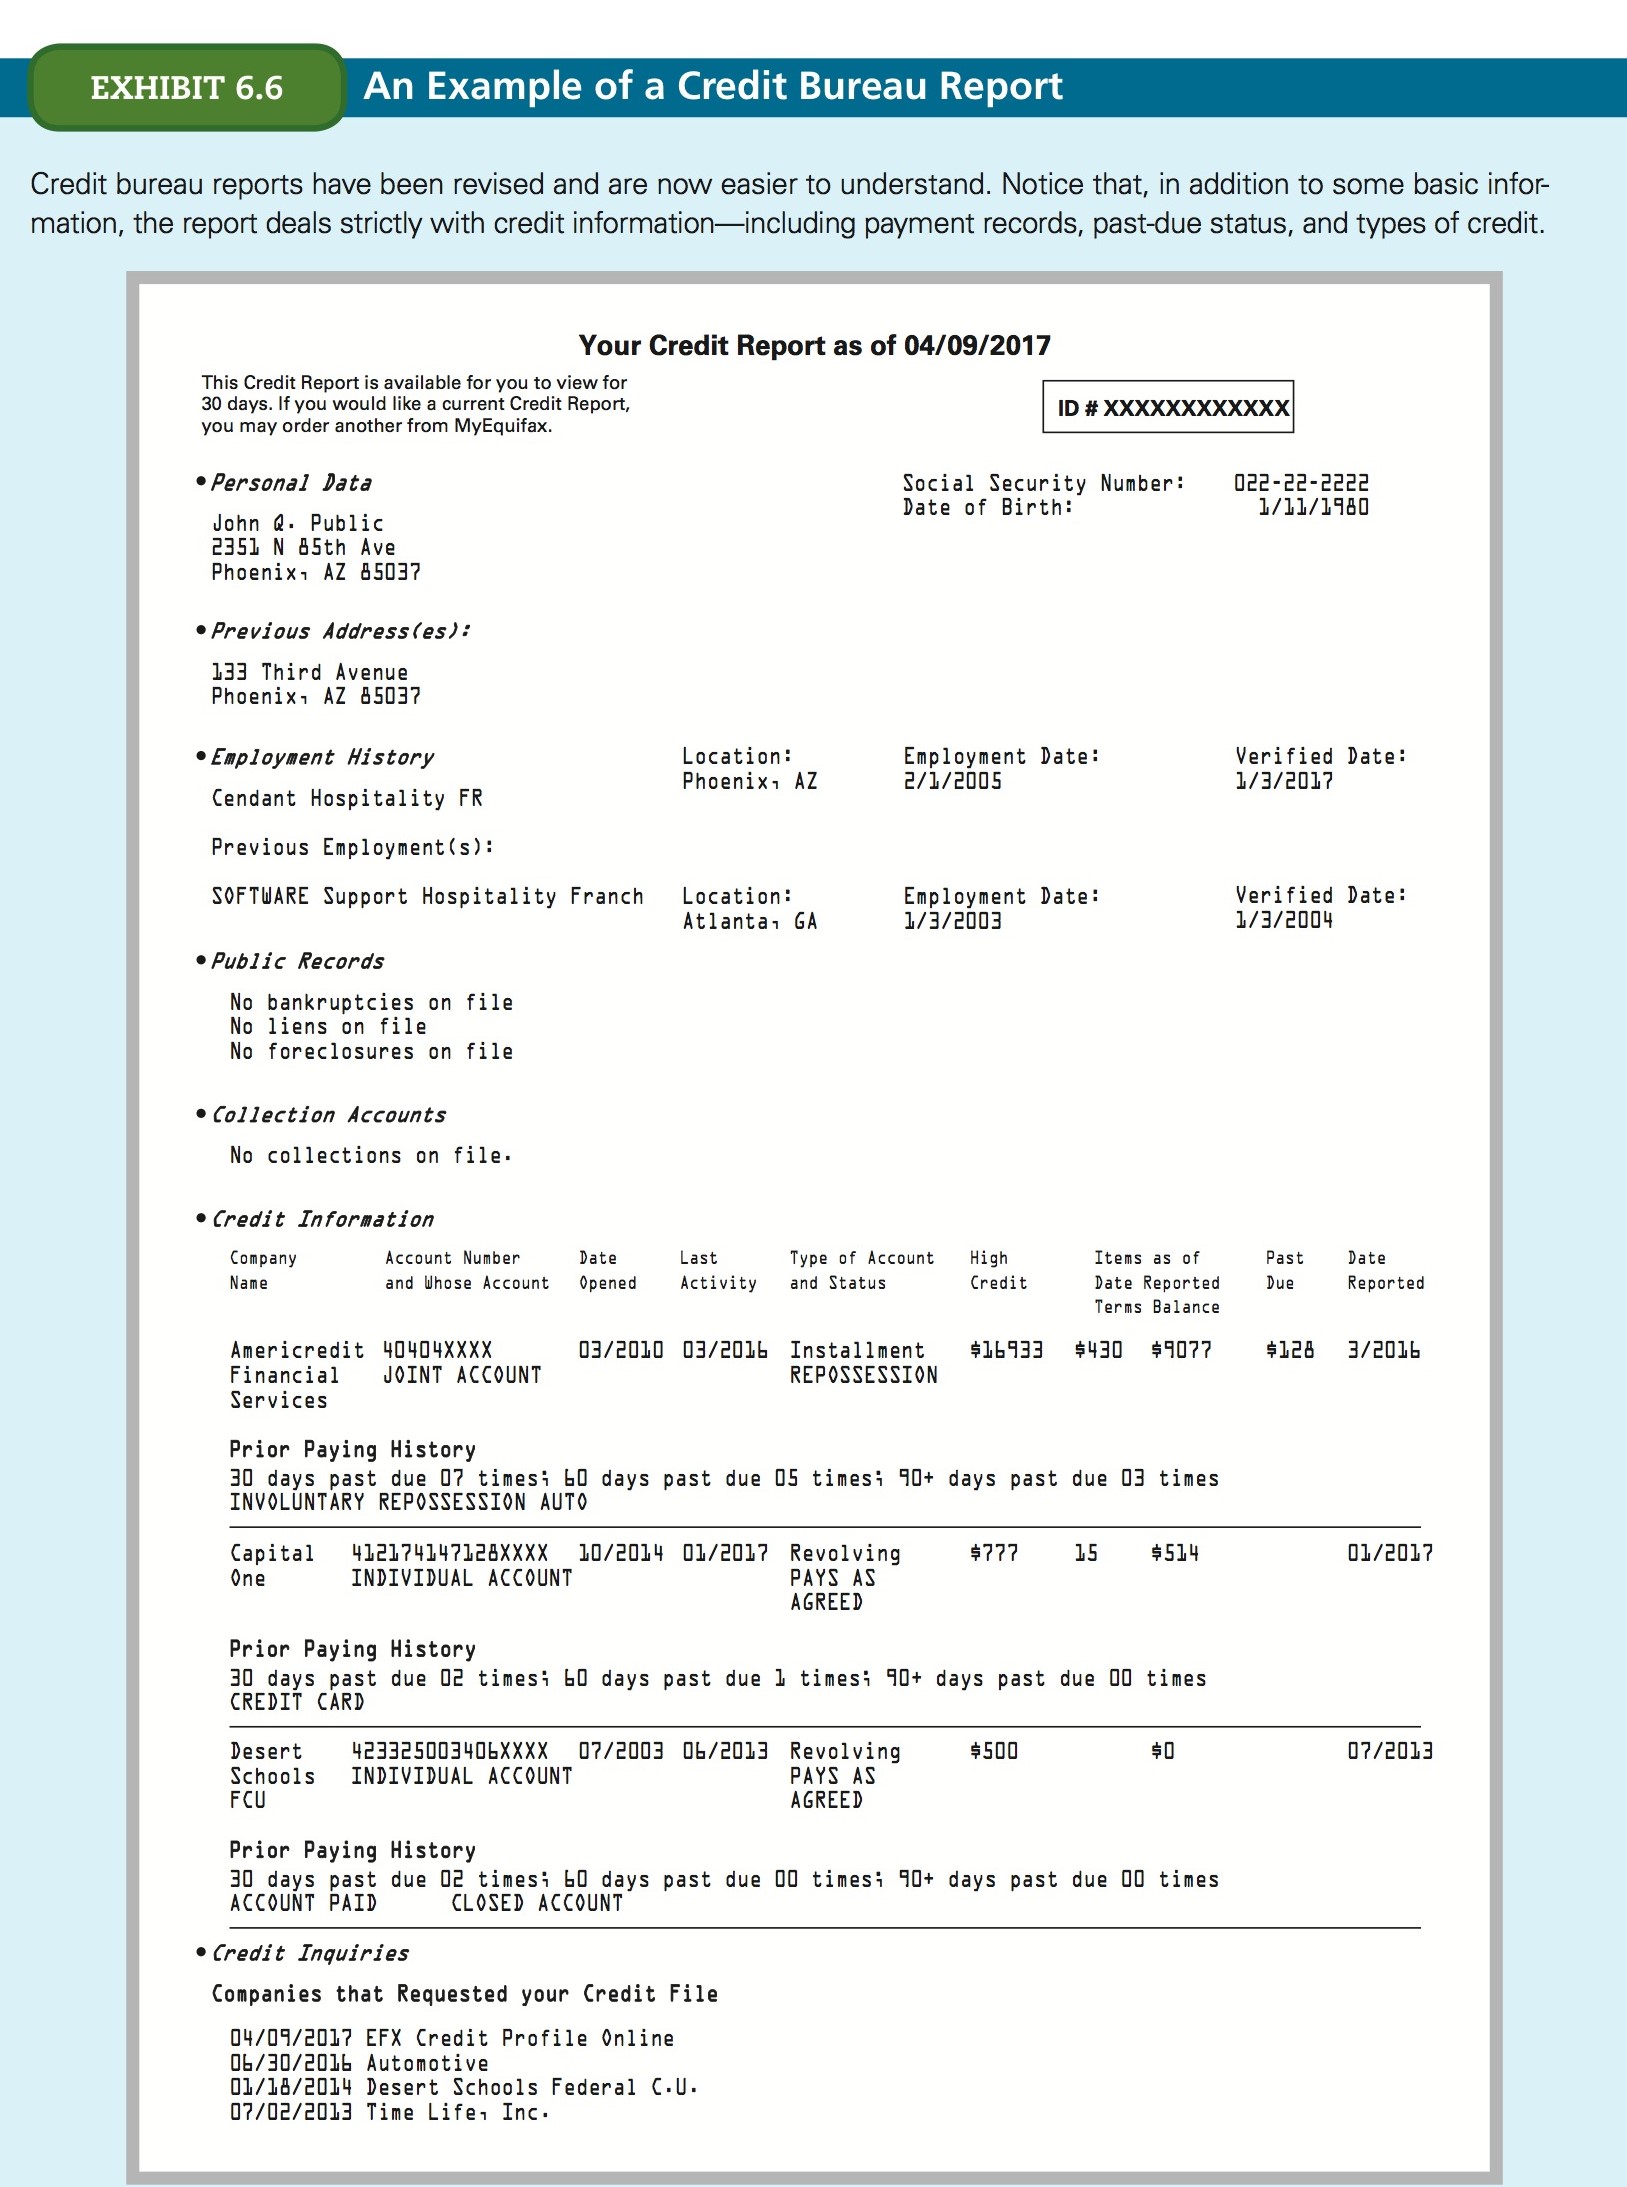 EXHIBIT 6.6 An Example of a Credit Bureau Report
Credit bureau reports have been revised and are now easier to understand. Notice that, in addition to some basic infor-
mation, the report deals strictly with credit information—including payment records, past-due status, and types of credit.
Your Credit Report as of 04/09/2017
This Credit Report is available for you to view for
30 days. If you would like a current Credit Report,
you may order another from MyEquifax.
ID # XXXXXXXXXXXX
• Personal Data
Social Security Number: 022-22-2222
Date of Birth: 1/11/1980
John Q. Public
2351 N 85th Ave
Phoenix, AZ 85037
• Previous Address(es):
133 Third Avenue
Phoenix, AZ 85037
• Employment History Location: Employment Date: Verified Date:
Phoenix, AZ 2/1/2005 1/3/2017
Cendant Hospitality FR
Previous Employment(s):
SOFTWARE Support Hospitality Franch Location: Employment Date: Verified Date:
Atlanta, GA 1/3/2003 1/3/2004
• Public Records
No bankruptcies on file
No liens on file
No foreclosures on file
• Collection Accounts
No collections on file.
• Credit Information
Company Account Number Date Last Type of Account High Items as of Past Date
Name and Whose Account Opened Activity and Status Credit Date Reported Due Reported
Terms Balance
Americredit 40404XXXX 03/2010 03/2016 Installment $16933 $430 $9077 $128 3/2016
Financial JOINT ACCOUNT REPOSSESSION
Services
Prior Paying History
30 days past due 07 times; 60 days past due 05 times; 90+ days past due 03 times
INVOLUNTARY REPOSSESSION AUTO
Capital 412174147128XXXX 10/2014 01/2017 Revolving $777 15 $514 01/2017
One INDIVIDUAL ACCOUNT PAYS AS
AGREED
Prior Paying History
30 days past due 02 times; 60 days past due 1 times; 90+ days past due 00 times
CREDIT CARD
Desert 423325003406XXXX 07/2003 06/2013 Revolving $500 $0 07/2013
Schools INDIVIDUAL ACCOUNT PAYS AS
FCU AGREED
Prior Paying History
30 days past due 02 times; 60 days past due 00 times; 90+ days past due 00 times
ACCOUNT PAID CLOSED ACCOUNT
• Credit Inquiries
Companies that Requested your Credit File
04/09/2017 EFX Credit Profile Online
06/30/2016 Automotive
01/18/2014 Desert Schools Federal C.U.
07/02/2013 Time Life, Inc.